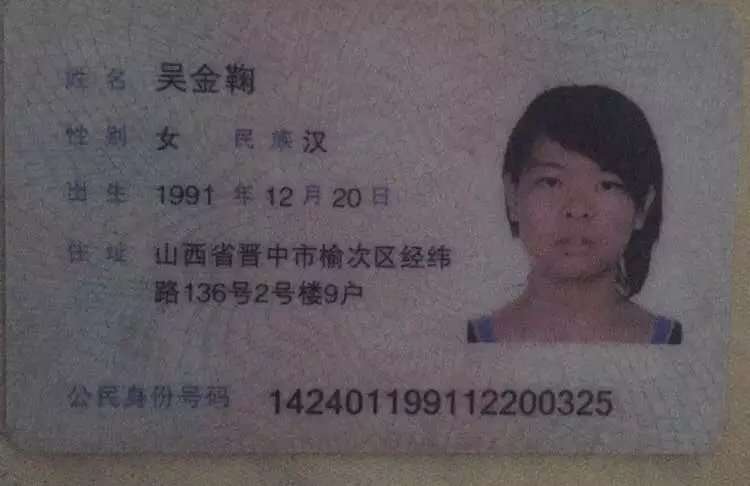 姓名 吴金鞠
性别 女 民族 汉
出生 1991 年 12 月 20 日
住址 山西省晋中市榆次区经纬
路136号2号楼9户
公民身份号码 142401199112200325